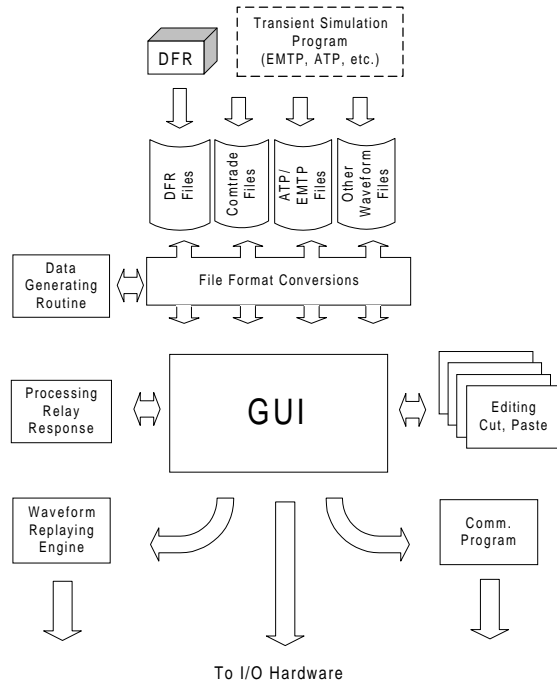 Transient Simulation
Program
(EMTP, ATP, etc.)
DFR
DFR
Files
Comtrade Files
ATP/
EMTP
Files
Other
Waveform
Files
Data
Generating
Routine
File Format Conversions
Processing
Relay
Response
GUI
Editing
Cut, Paste
Waveform
Replaying
Engine
Comm.
Program
To I/O Hardware